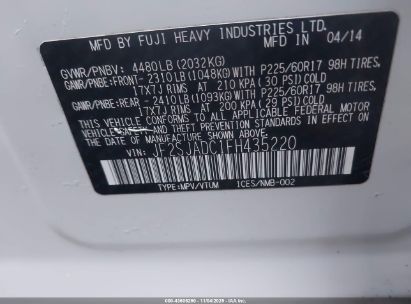 MFD. BY FUJI HEAVY INDUSTRIES LTD.
MFD IN 04/14
GVWR/PNBV: 4480LB(2032KG)
GAWR/PNBE:FRONT- 2310LB(1048KG)WITH P225/60R17 98H TIRES,
17X7J RIMS AT 210 KPA( 30 PSI)COLD
GAWR/PNBE:REAR - 2410LB(1093KG)WITH P225/60R17 98H TIRES,
17X7J RIMS AT 200 KPA( 29 PSI)COLD
THIS VEHICLE CONFORMS TO ALL APPLICABLE FEDERAL MOTOR
VEHICLE SAFETY
THEFT PREVENTION STANDARDS IN EFFECT ON
THE DATE OF MANUFACTURE SHOWN ABOVE.
VIN: JF2SJADC1FH435220
TYPE:MPV/VTUM ICES/NMB-002